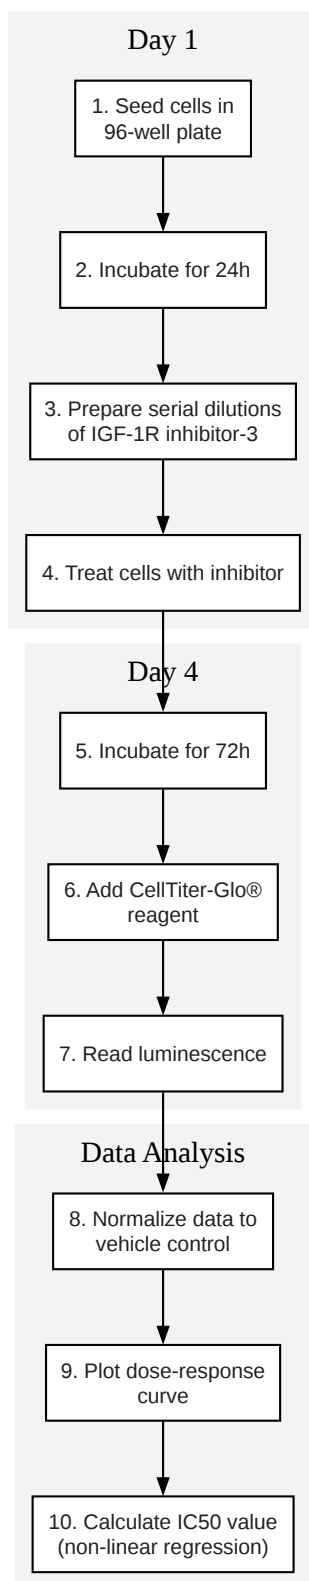 Day 1
1. Seed cells in
96-well plate
2. Incubate for 24h
3. Prepare serial dilutions
of IGF-1R inhibitor-3
4. Treat cells with inhibitor
Day 4
5. Incubate for 72h
6. Add CellTiter-Glo®
reagent
7. Read luminescence
Data Analysis
8. Normalize data to
vehicle control
9. Plot dose-response
curve
10. Calculate IC50 value
(non-linear regression)